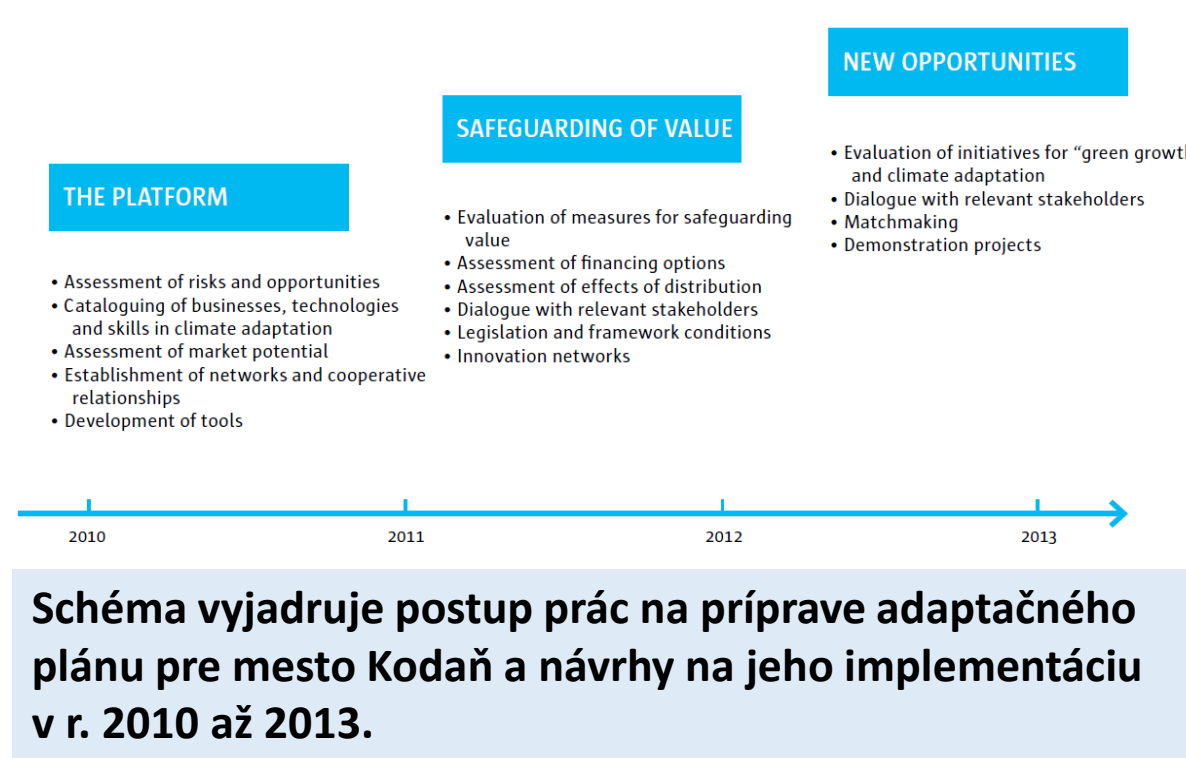 THE PLATFORM
• Assessment of risks and opportunities
• Cataloguing of businesses, technologies
and skills in climate adaptation
• Assessment of market potential
• Establishment of networks and cooperative
relationships
• Development of tools
SAFEGUARDING OF VALUE
• Evaluation of measures for safeguarding
value
• Assessment of financing options
• Assessment of effects of distribution
• Dialogue with relevant stakeholders
• Legislation and framework conditions
• Innovation networks
NEW OPPORTUNITIES
• Evaluation of initiatives for “green growth
and climate adaptation
• Dialogue with relevant stakeholders
• Matchmaking
• Demonstration projects
2010 2011 2012 2013
Schéma vyjadruje postup prác na príprave adaptačného
plánu pre mesto Kodaň a návrhy na jeho implementáciu
v r. 2010 až 2013.